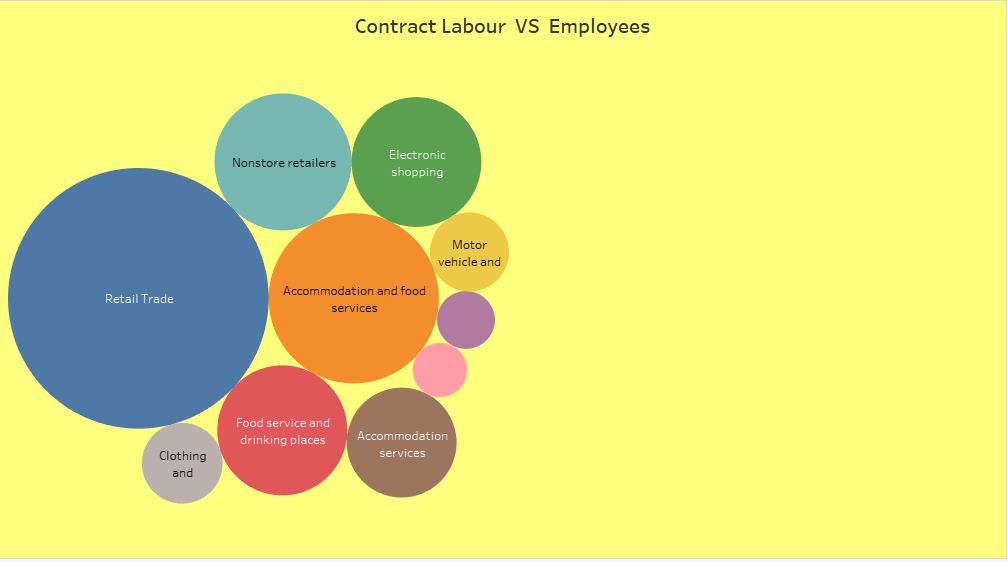 Contract Labour VS Employees
Nonstore retailers
Electronic
shopping
Motor
vehicle and
Accommodation and food
services
Retail Trade
Food service and
drinking places
Accommodation
services
Clothing
and